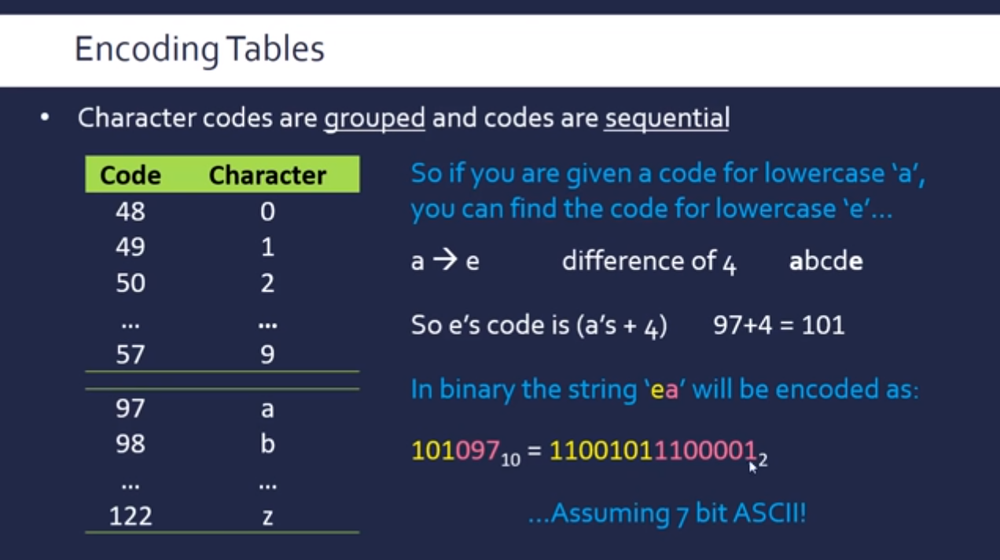 Encoding Tables
• Character codes are grouped and codes are sequential
Code Character
48 0
49 1
50 2
... ...
57 9
97 a
98 b
... ...
122 z
So if you are given a code for lowercase ‘a’,
you can find the code for lowercase ‘e’...
a → e difference of 4 abcde
So e’s code is (a’s + 4) 97+4 = 101
In binary the string ‘ea’ will be encoded as:
101097₁₀ = 11001011100001₂
...Assuming 7 bit ASCII!